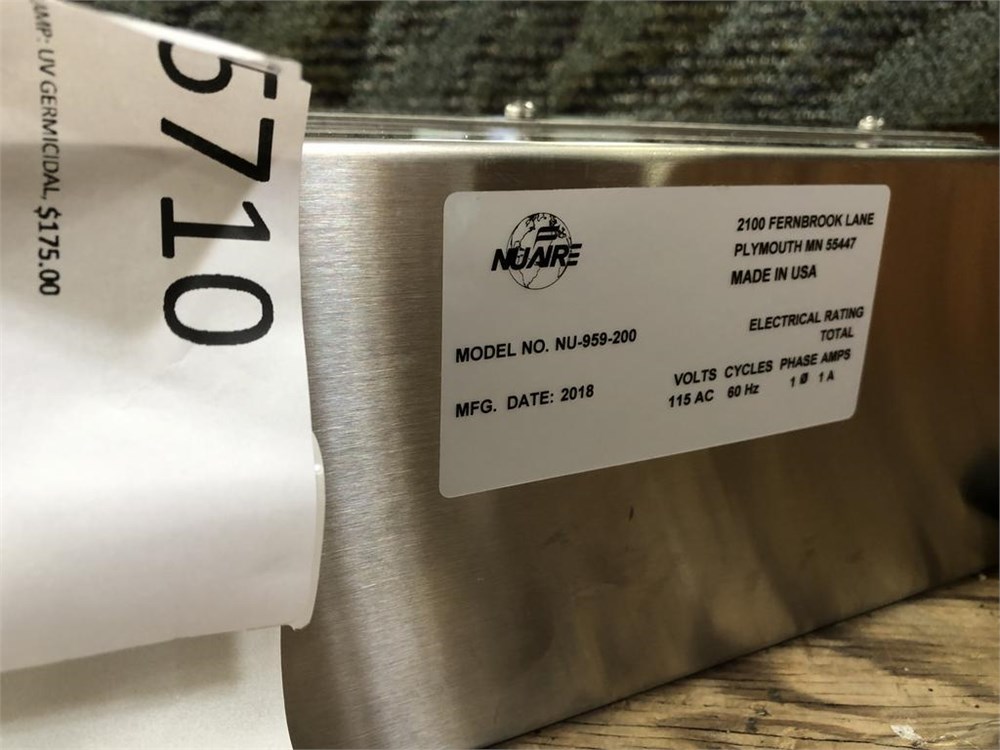 5710
UV GERMICIDAL, $175.00
NUAIRE
2100 FERNBROOK LANE
PLYMOUTH MN 55447
MADE IN USA
MODEL NO. NU-959-200
MFG. DATE: 2018
ELECTRICAL RATING
TOTAL
VOLTS CYCLES PHASE AMPS
115 AC 60 Hz 1 Ø 1 A